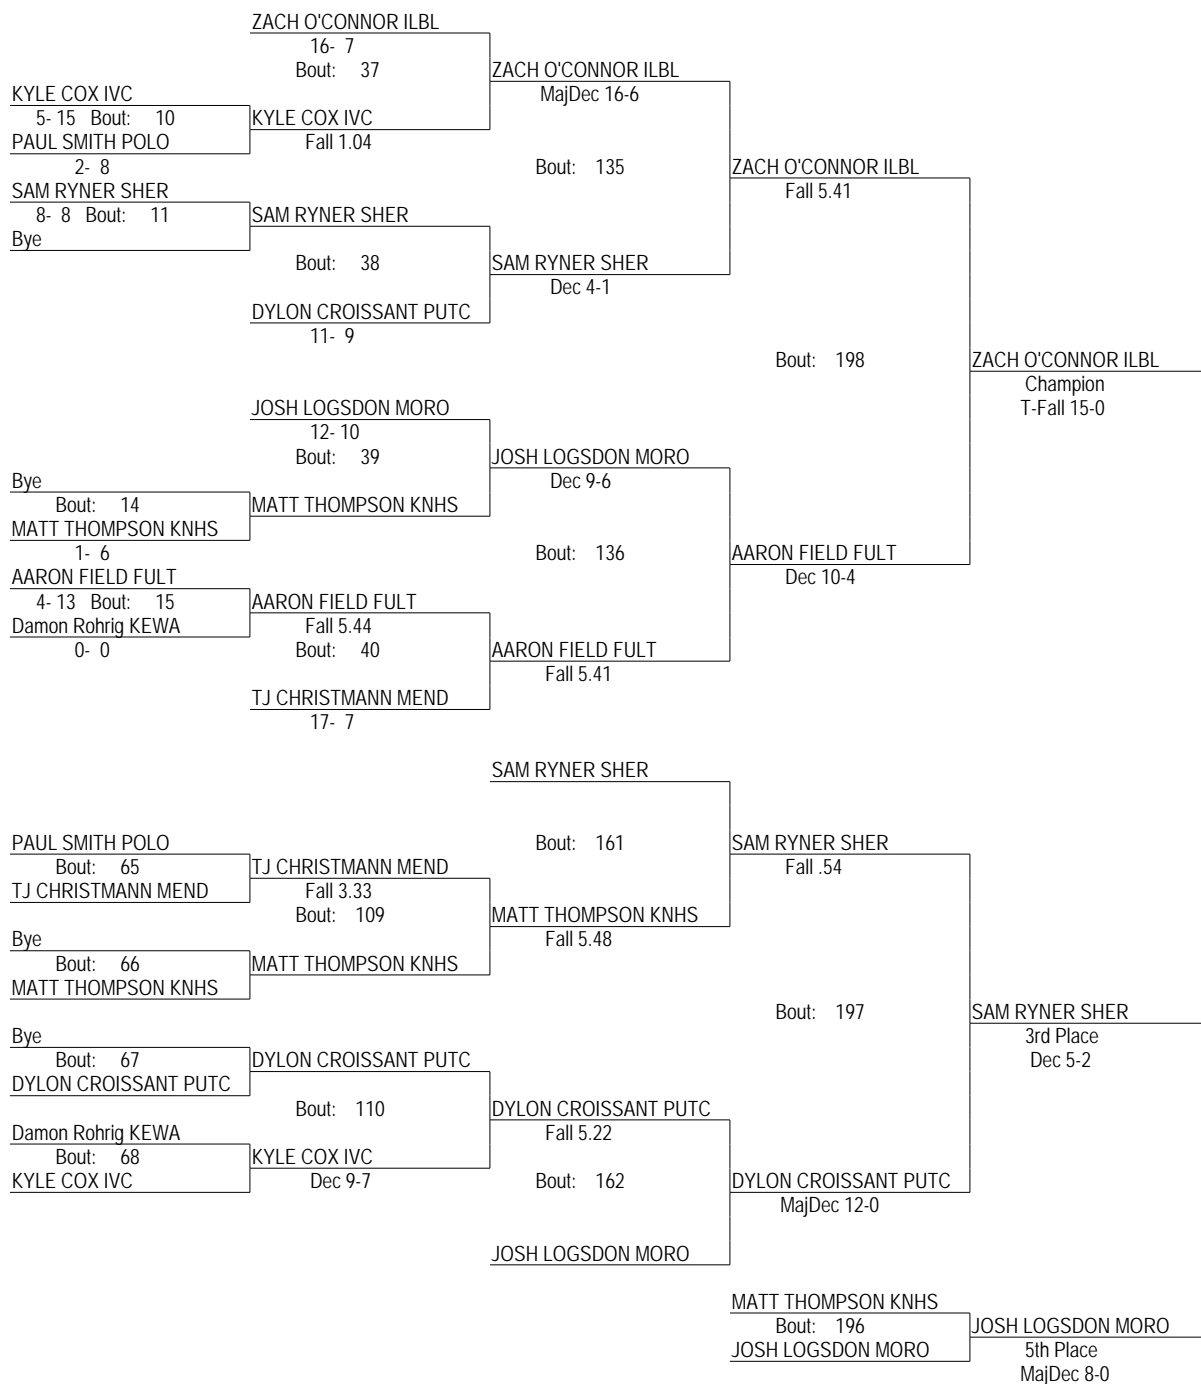 ZACH O'CONNOR ILBL
16- 7
Bout: 37
ZACH O'CONNOR ILBL
KYLE COX IVC
MajDec 16-6
5- 15 Bout: 10
KYLE COX IVC
PAUL SMITH POLO
Fall 1.04
2- 8
Bout: 135
ZACH O'CONNOR ILBL
SAM RYNER SHER
Fall 5.41
8- 8 Bout: 11
SAM RYNER SHER
Bye
Bout: 38
SAM RYNER SHER
Dec 4-1
DYLON CROISSANT PUTC
11- 9
Bout: 198
ZACH O'CONNOR ILBL
Champion
T-Fall 15-0
JOSH LOGSDON MORO
12- 10
Bout: 39
JOSH LOGSDON MORO
Dec 9-6
Bye
Bout: 14
MATT THOMPSON KNHS
MATT THOMPSON KNHS
1- 6
Bout: 136
AARON FIELD FULT
Dec 10-4
AARON FIELD FULT
4- 13 Bout: 15
AARON FIELD FULT
Damon Rohrig KEWA
Fall 5.44
0- 0
Bout: 40
AARON FIELD FULT
Fall 5.41
TJ CHRISTMANN MEND
17- 7
SAM RYNER SHER
PAUL SMITH POLO
Bout: 161
SAM RYNER SHER
Bout: 65
TJ CHRISTMANN MEND
Fall .54
TJ CHRISTMANN MEND
Fall 3.33
Bout: 109
MATT THOMPSON KNHS
Fall 5.48
Bye
Bout: 66
MATT THOMPSON KNHS
MATT THOMPSON KNHS
Bout: 197
SAM RYNER SHER
3rd Place
Dec 5-2
Bye
Bout: 67
DYLON CROISSANT PUTC
DYLON CROISSANT PUTC
Bout: 110
DYLON CROISSANT PUTC
Fall 5.22
Damon Rohrig KEWA
Bout: 68
KYLE COX IVC
KYLE COX IVC
Dec 9-7
Bout: 162
DYLON CROISSANT PUTC
MajDec 12-0
JOSH LOGSDON MORO
MATT THOMPSON KNHS
Bout: 196
JOSH LOGSDON MORO
JOSH LOGSDON MORO
5th Place
MajDec 8-0